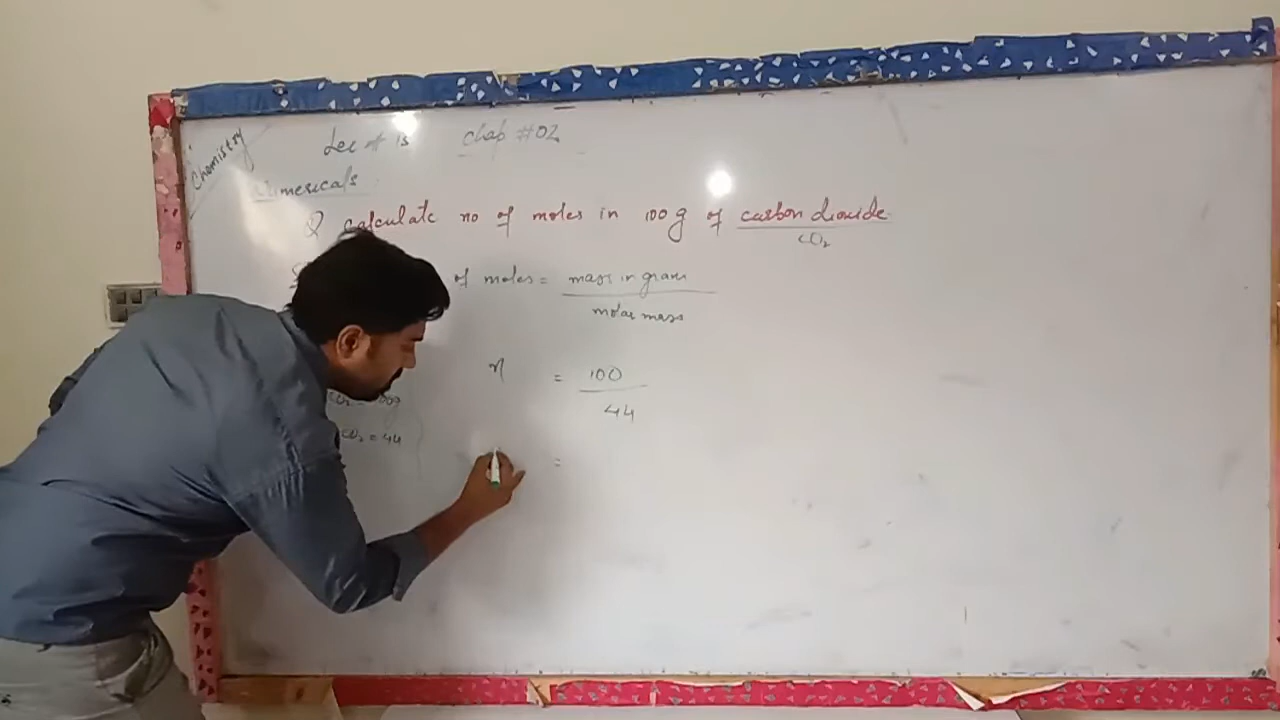 Chemistry
Lec # 15 Chap #02
Numericals
Q calculate no of moles in 100g of carbon dioxide
CO₂
of moles = mass in gram
molar mass
n = 100
44
CO₂ = 44
=